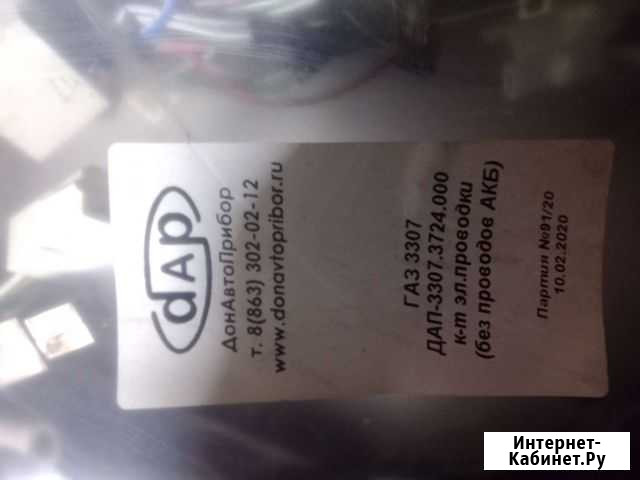 dAp
ДонАвтоПрибор
т. 8(863) 302-02-12
www.donavtopribor.ru
ГАЗ 3307
ДАП-3307.3724.000
к-т эл.проводки
(без проводов АКБ)
Партия №91/20
10.02.2020
Интернет-
Кабинет.Ру